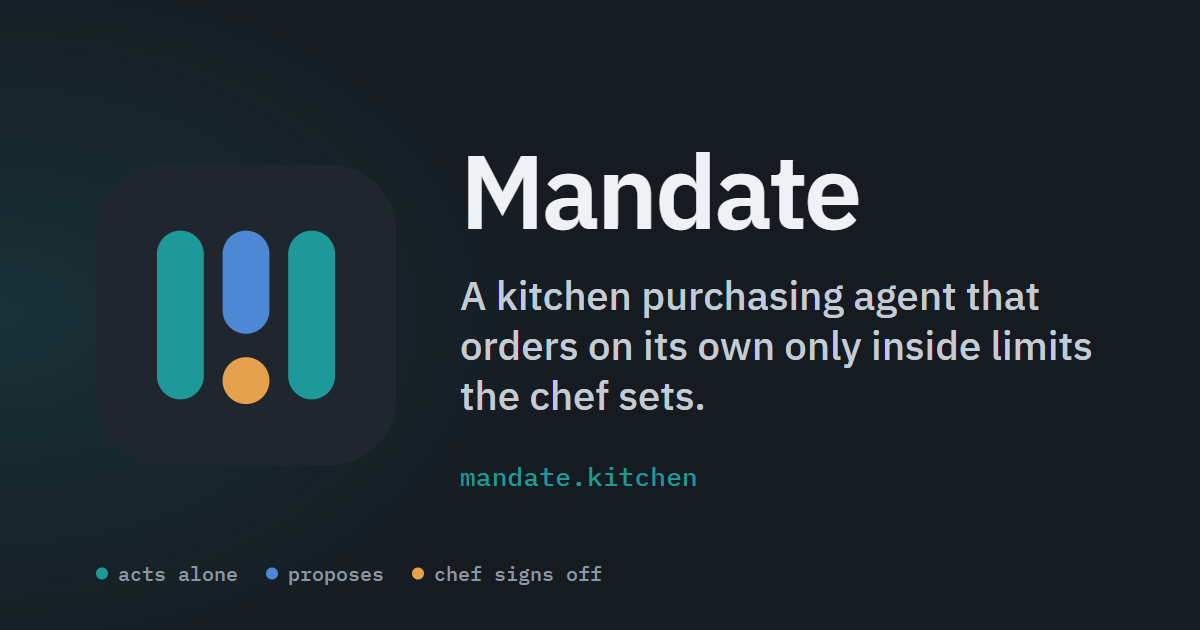 Mandate
A kitchen purchasing agent that
orders on its own only inside limits
the chef sets.
mandate.kitchen
acts alone
proposes
chef signs off